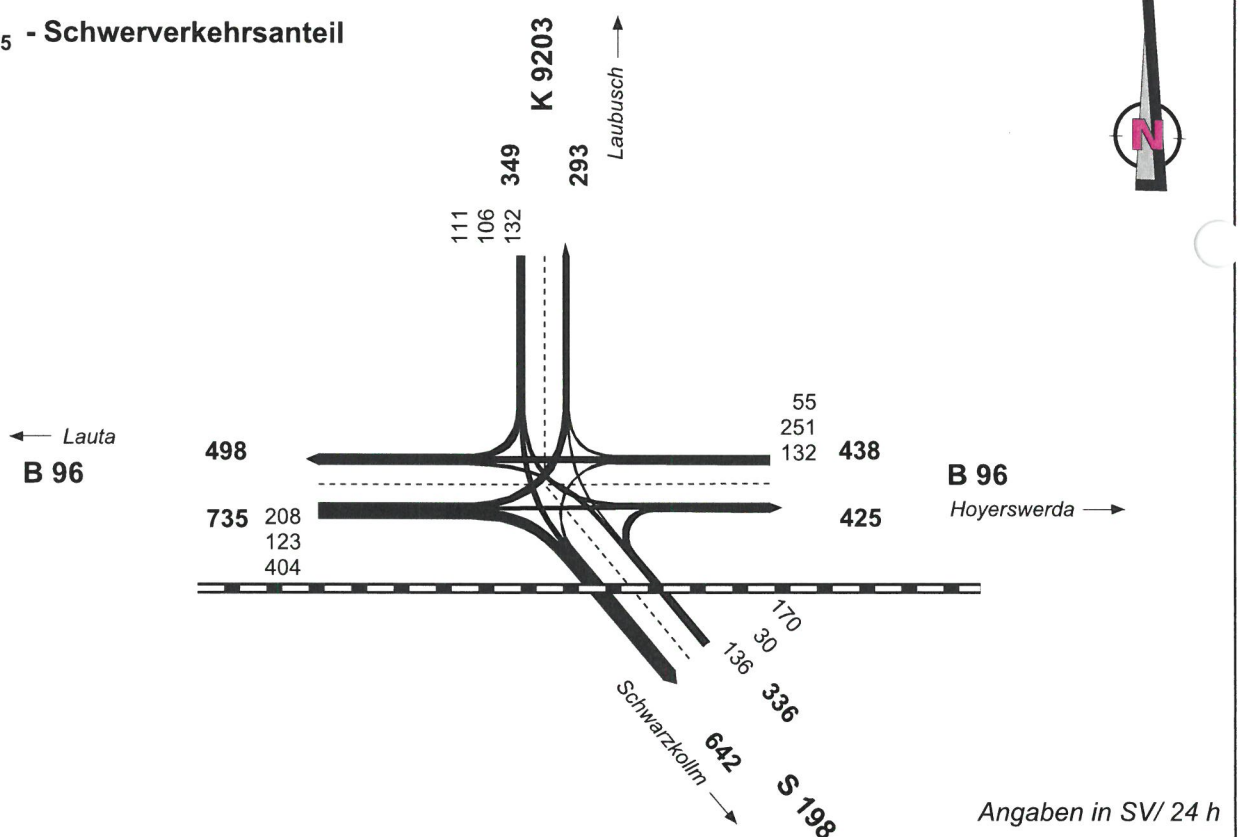 5 - Schwerverkehrsanteil
K 9203
Laubusch
N
349
293
111
106
132
Lauta
B 96
498
735
208
123
404
55
251
132
438
425
B 96
Hoyerswerda
170
30
136
336
642
Schwarzkollm
S 198
Angaben in SV/ 24 h